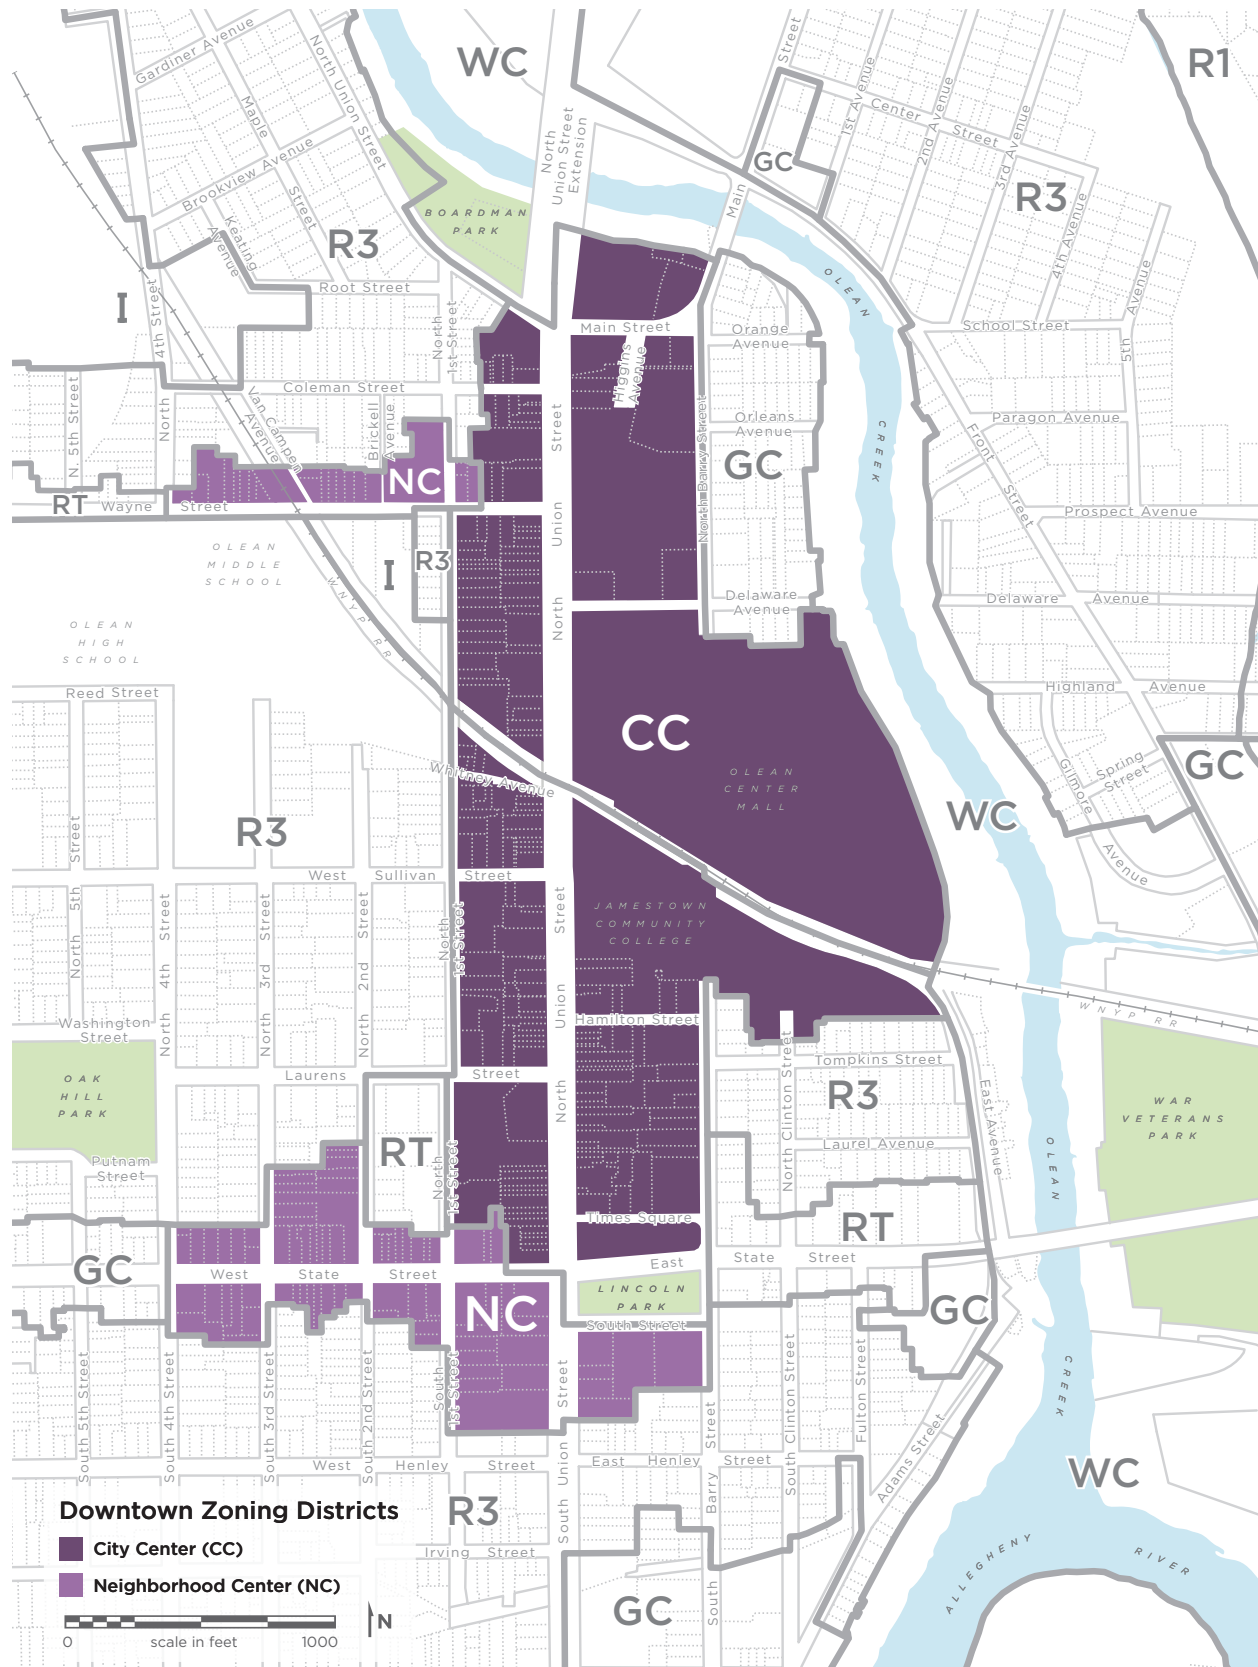 Gardiner Avenue
North Union Street
WC
North
Union Street
Extension
Street
1st Avenue
Center
Street
2nd Avenue
3rd Avenue
R1
Maple
Street
Brookview Avenue
Keating
Avenue
R3
BOARDMAN
PARK
Main
GC
R3
4th Avenue
5th
Avenue
OLEAN
CREEK
I
4th Street
North
Root Street
North
1st Street
Main Street
Higgins
Avenue
Orange
Avenue
School Street
Coleman Street
Van Campen
Avenue
Brickell
Avenue
N. 5th Street
Street
Union
North
North Barry Street
Orleans
Avenue
GC
Paragon Avenue
Front
Street
NC
RT
Wayne
Street
Prospect Avenue
OLEAN
MIDDLE
SCHOOL
I
R3
WNYP RR
Delaware
Avenue
Delaware
Avenue
OLEAN
HIGH
SCHOOL
Reed Street
Highland
Avenue
CC
OLEAN
CENTER
MALL
Whitney Avenue
Gilmore
Avenue
Spring
Street
GC
WC
R3
Street
5th
North
West
Sullivan
Street
Street
4th
North
Street
3rd
North
Street
2nd
North
North
1st Street
Street
Union
North
JAMESTOWN
COMMUNITY
COLLEGE
Washington
Street
Hamilton Street
WNYP RR
OAK
HILL
PARK
Laurens
Street
North Clinton Street
Tompkins Street
R3
East Avenue
WAR
VETERANS
PARK
Laurel Avenue
RT
North
1st Street
Putnam
Street
OLEAN
CREEK
Times Square
RT
GC
East
State
Street
West
State
Street
LINCOLN
PARK
NC
South Street
GC
South 5th Street
South 4th Street
South 3rd Street
South 2nd Street
South
1st Street
Street
Union
South
Street
Barry
South
South Clinton Street
Fulton Street
Adams Street
West
Henley
Street
East
Henley
Street
WC
R3
Irving
Street
GC
ALLEGHENY
RIVER
Downtown Zoning Districts
City Center (CC)
Neighborhood Center (NC)
0
scale in feet
1000
N